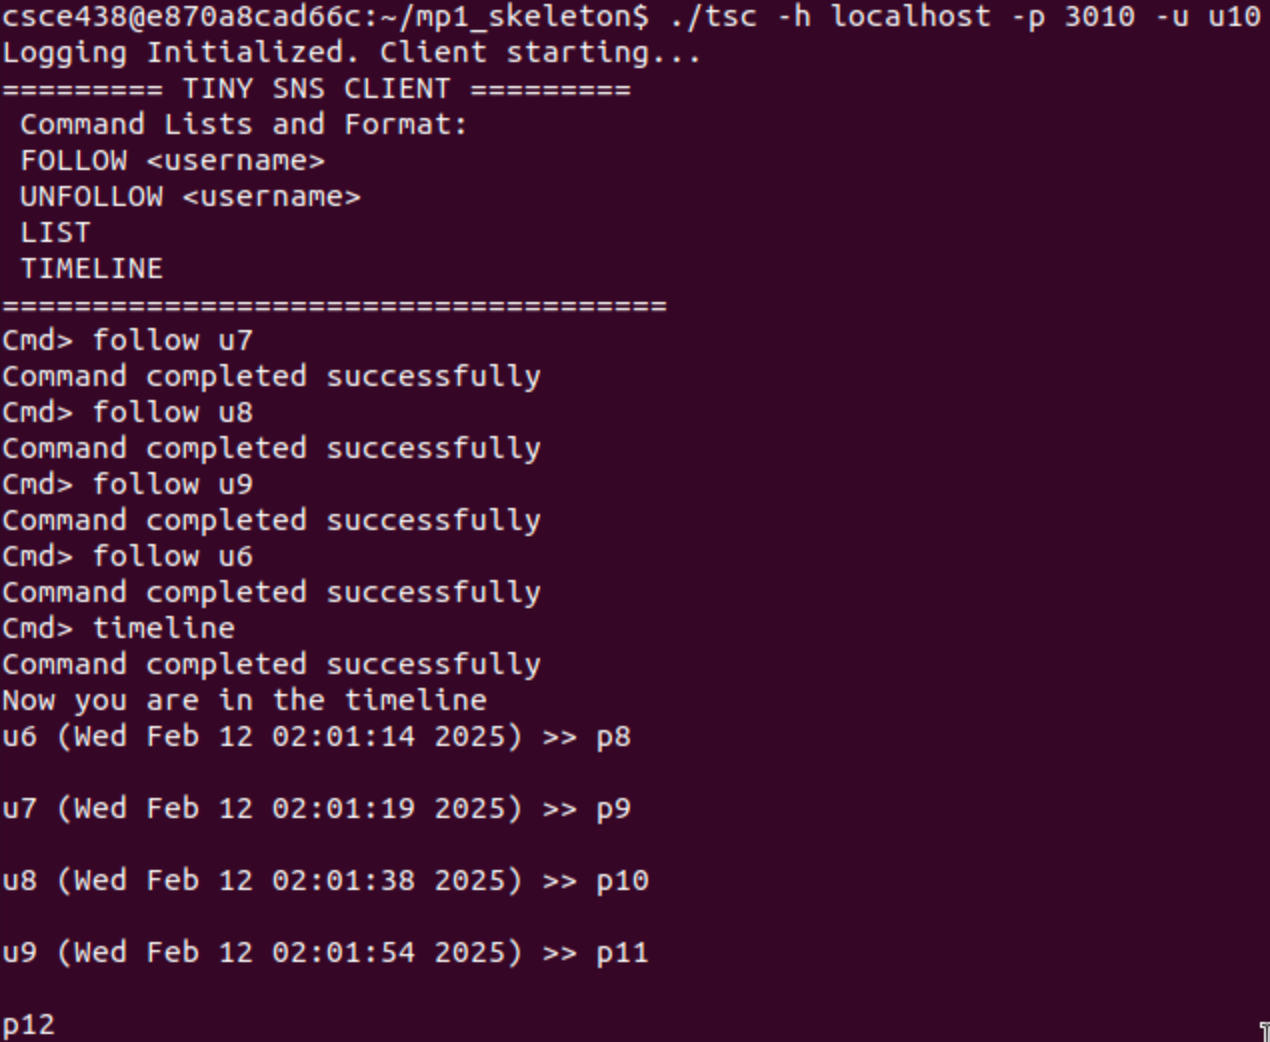 csce438@e870a8cad66c:~/mp1_skeleton$ ./tsc -h localhost -p 3010 -u u10
Logging Initialized. Client starting...
========= TINY SNS CLIENT =========
 Command Lists and Format:
 FOLLOW <username>
 UNFOLLOW <username>
 LIST
 TIMELINE
=====================================
Cmd> follow u7
Command completed successfully
Cmd> follow u8
Command completed successfully
Cmd> follow u9
Command completed successfully
Cmd> follow u6
Command completed successfully
Cmd> timeline
Command completed successfully
Now you are in the timeline
u6 (Wed Feb 12 02:01:14 2025) >> p8
u7 (Wed Feb 12 02:01:19 2025) >> p9
u8 (Wed Feb 12 02:01:38 2025) >> p10
u9 (Wed Feb 12 02:01:54 2025) >> p11
p12